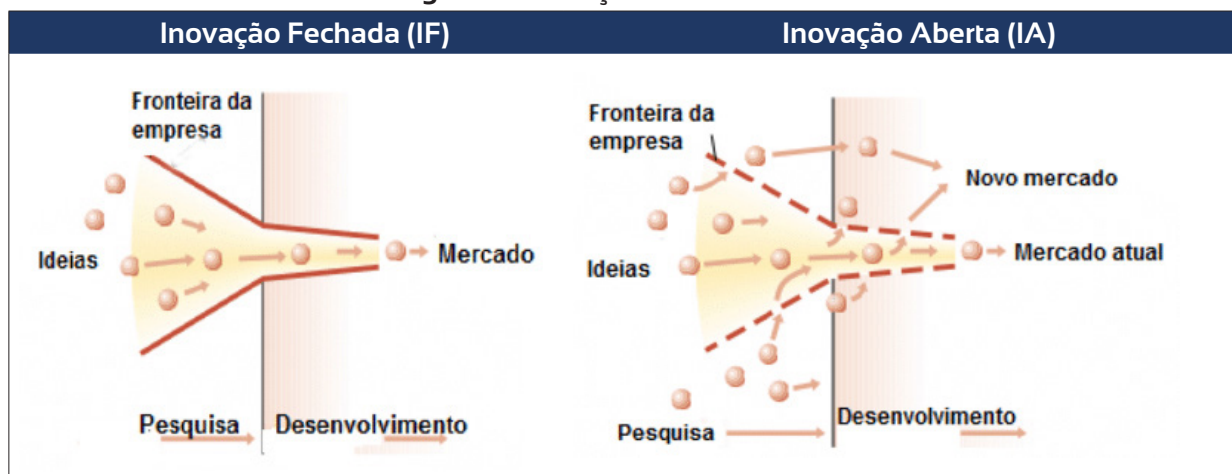 Inovação Fechada (IF)
Fronteira da
empresa
Ideias
Mercado
Pesquisa
Desenvolvimento
Inovação Aberta (IA)
Fronteira da
empresa
Novo mercado
Ideias
Mercado atual
Desenvolvimento
Pesquisa